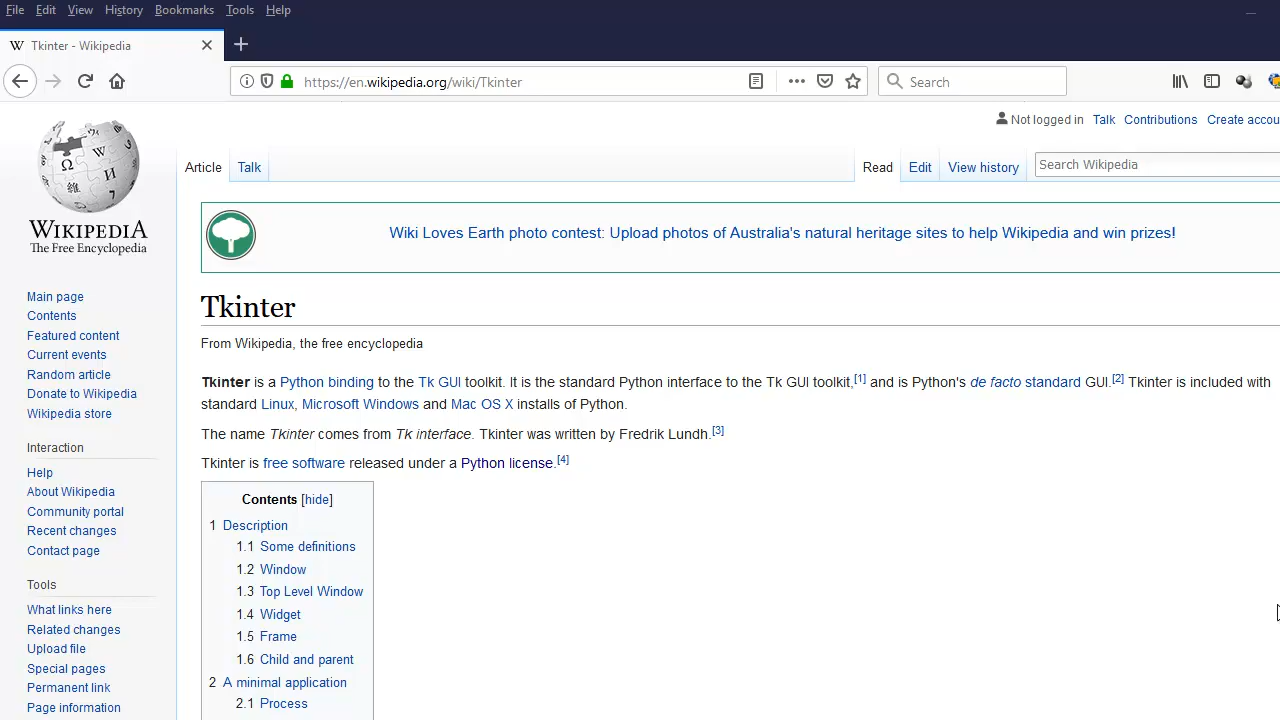 File Edit View History Bookmarks Tools Help
W Tkinter - Wikipedia
https://en.wikipedia.org/wiki/Tkinter
Search
Not logged in Talk Contributions Create accou
Article Talk Read Edit View history Search Wikipedia
WIKIPEDIA
The Free Encyclopedia
Wiki Loves Earth photo contest: Upload photos of Australia's natural heritage sites to help Wikipedia and win prizes!
Main page
Contents
Featured content
Current events
Random article
Donate to Wikipedia
Wikipedia store
Interaction
Help
About Wikipedia
Community portal
Recent changes
Contact page
Tools
What links here
Related changes
Upload file
Special pages
Permanent link
Page information
Tkinter
From Wikipedia, the free encyclopedia
Tkinter is a Python binding to the Tk GUI toolkit. It is the standard Python interface to the Tk GUI toolkit,[1] and is Python's de facto standard GUI.[2] Tkinter is included with
standard Linux, Microsoft Windows and Mac OS X installs of Python.
The name Tkinter comes from Tk interface. Tkinter was written by Fredrik Lundh.[3]
Tkinter is free software released under a Python license.[4]
Contents [hide]
1 Description
1.1 Some definitions
1.2 Window
1.3 Top Level Window
1.4 Widget
1.5 Frame
1.6 Child and parent
2 A minimal application
2.1 Process